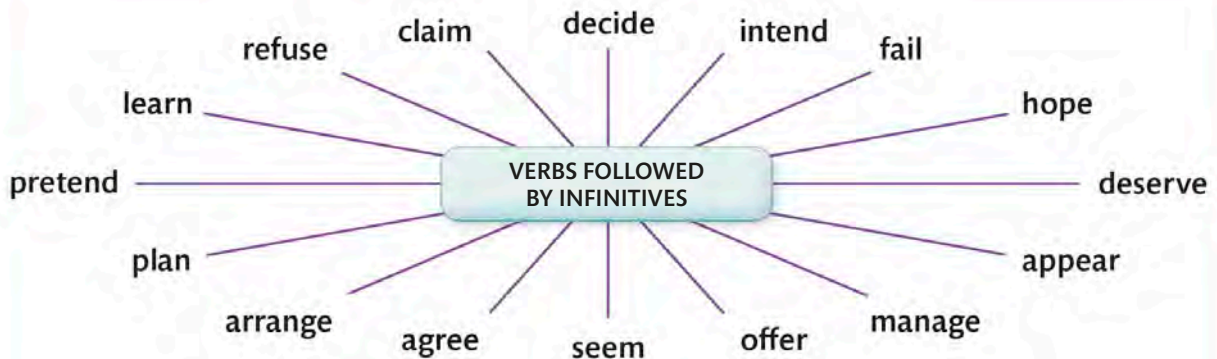 decide
claim
intend
refuse
fail
learn
hope
VERBS FOLLOWED
BY INFINITIVES
pretend
deserve
plan
appear
arrange
manage
agree
offer
seem